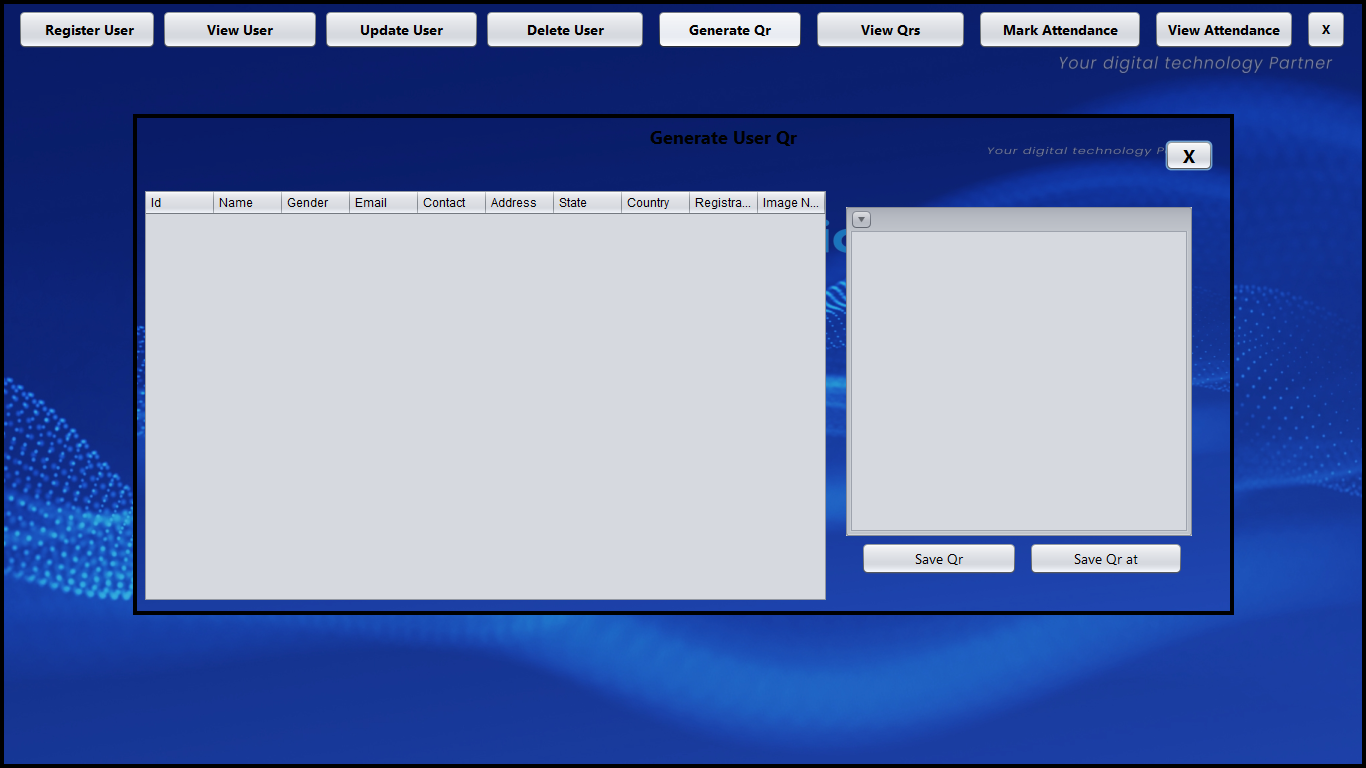 Register User View User Update User Delete User Generate Qr View Qrs Mark Attendance View Attendance X
Your digital technology Partner
Generate User Qr
Your digital technology
X
Id Name Gender Email Contact Address State Country Registra... Image N...
Save Qr Save Qr at